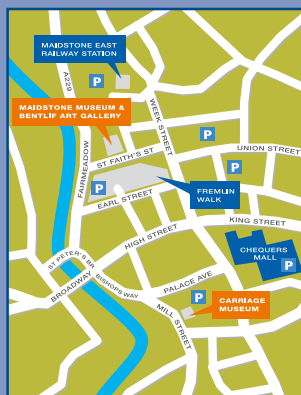 MAIDSTONE EAST
RAILWAY STATION
A229
P
MAIDSTONE MUSEUM &
BENTLIF ART GALLERY
WEEK STREET
P
ST FAITH'S ST
UNION STREET
FAIRMEADOW
P
P
EARL STREET
FREMLIN
WALK
KING STREET
HIGH STREET
CHEQUERS
MALL
P
ST PETER'S BR
BROADWAY
BISHOPS WAY
PALACE AVE
P
CARRIAGE
MUSEUM
MILL STREET